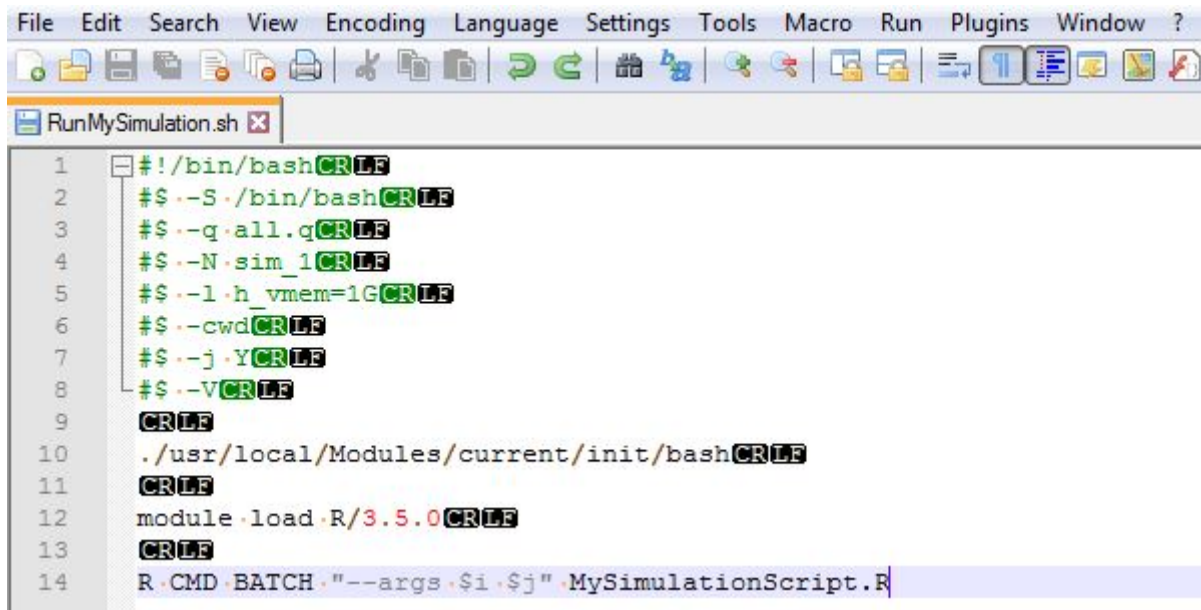 File Edit Search View Encoding Language Settings Tools Macro Run Plugins Window ?
RunMySimulation.sh
1 #!/bin/bashCRLF
2 #$ -S /bin/bashCRLF
3 #$ -q all.qCRLF
4 #$ -N sim_1CRLF
5 #$ -l h_vmem=1GCRLF
6 #$ -cwdCRLF
7 #$ -j YCRLF
8 #$ -VCRLF
9 CRLF
10 ./usr/local/Modules/current/init/bashCRLF
11 CRLF
12 module load R/3.5.0CRLF
13 CRLF
14 R CMD BATCH "--args $i $j" MySimulationScript.R